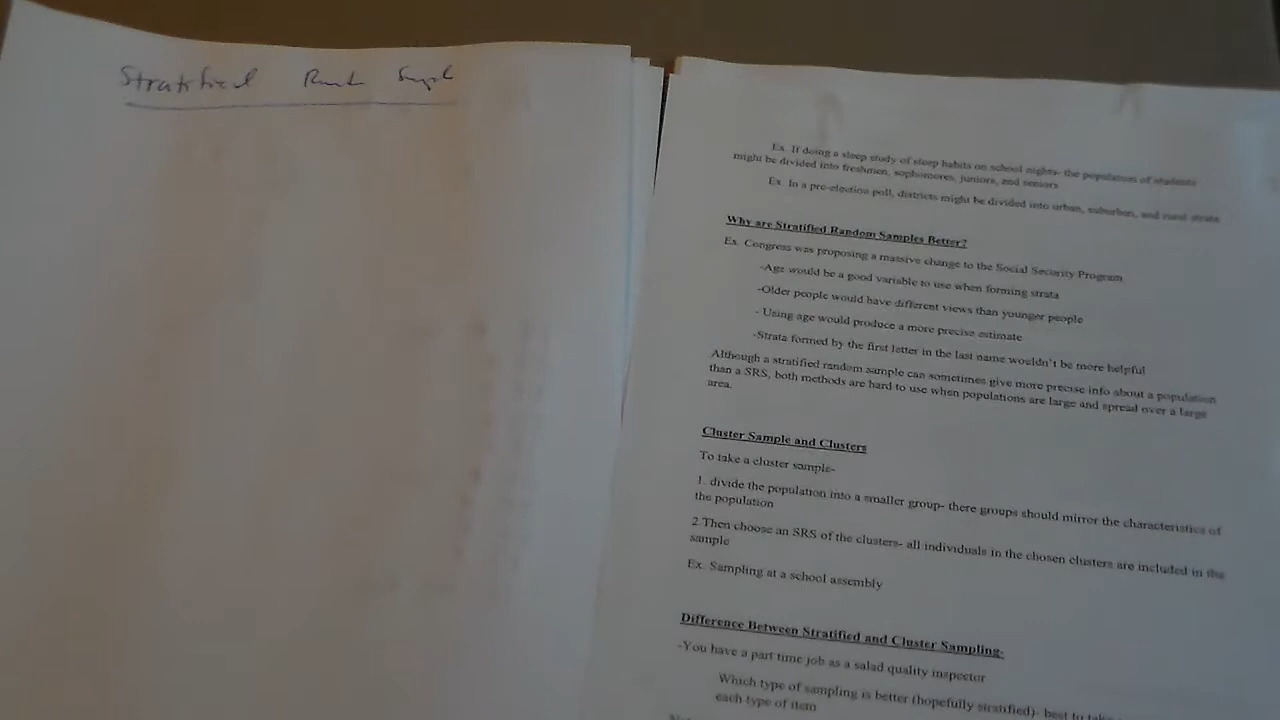 Stratified
Ex. If doing a sleep study of sleep habits on school nights- the population of students
might be divided into freshmen, sophomores, juniors, and seniors
Ex. In a pre-election poll, districts might be divided into urban, suburban, and rural strata
Why are Stratified Random Samples Better?
Ex. Congress was proposing a massive change to the Social Security Program
-Age would be a good variable to use when forming strata
-Older people would have different views than younger people
- Using age would produce a more precise estimate
-Strata formed by the first letter in the last name wouldn't be more helpful
Although a stratified random sample can sometimes give more precise info about a population
than a SRS, both methods are hard to use when populations are large and spread over a large
area.
Cluster Sample and Clusters
To take a cluster sample-
1. divide the population into a smaller group- there groups should mirror the characteristics of
the population
2.Then choose an SRS of the clusters- all individuals in the chosen clusters are included in the
sample
Ex. Sampling at a school assembly
Difference Between Stratified and Cluster Sampling-
-You have a part time job as a salad quality inspector
Which type of sampling is better (hopefully stratified)- best to
each type of item